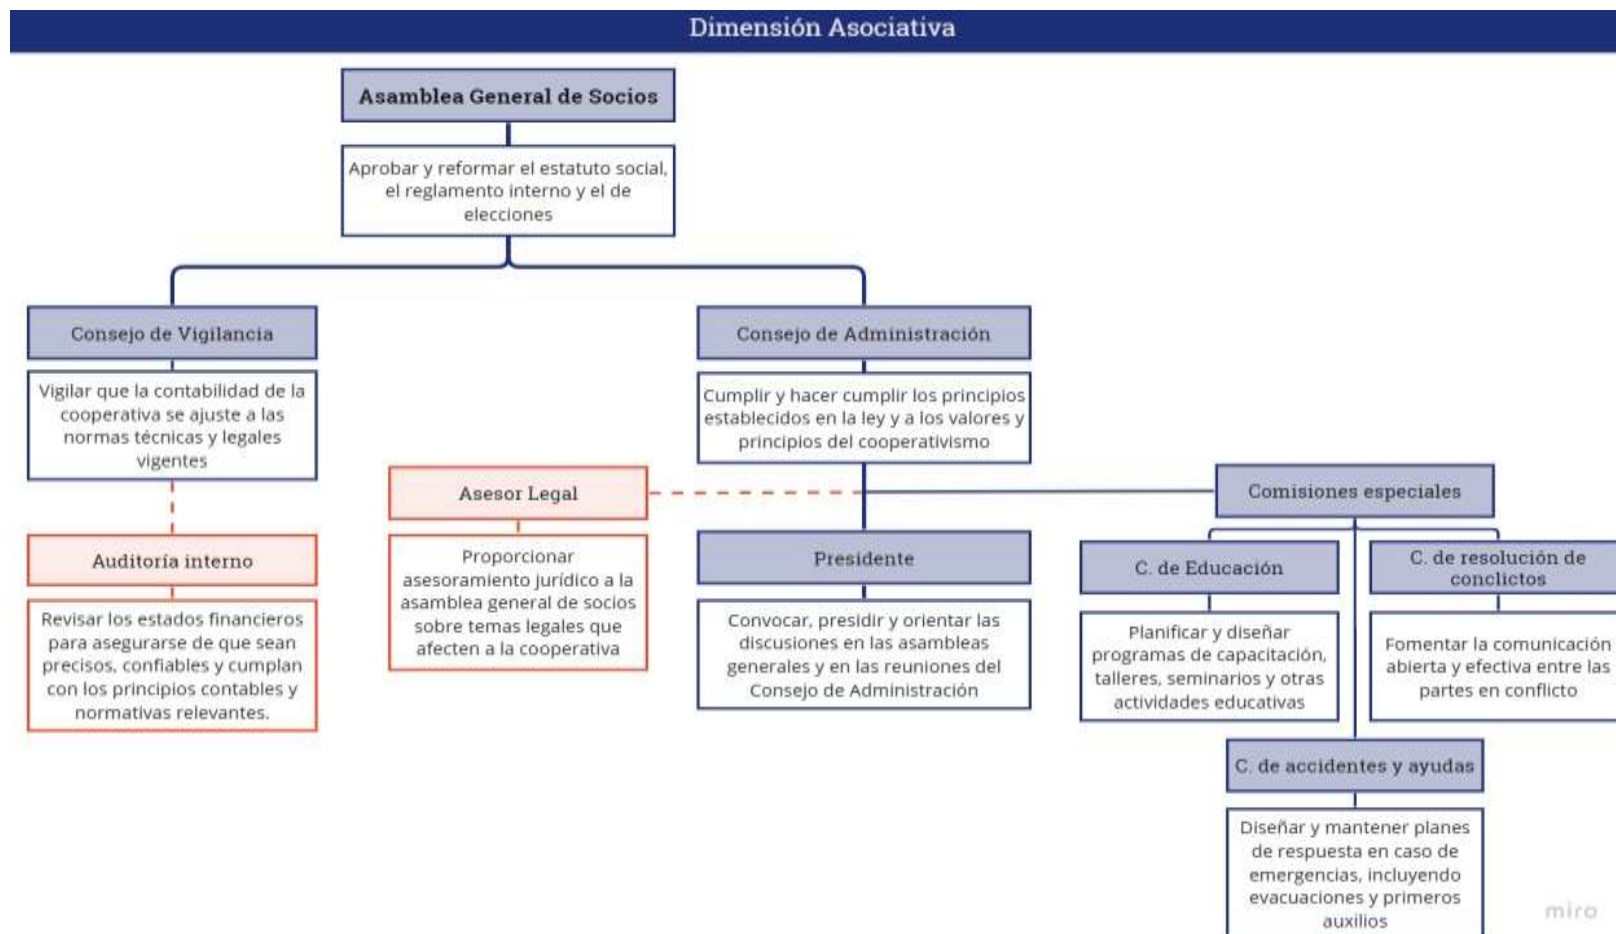 Dimensión Asociativa
Asamblea General de Socios
Aprobar y reformar el estatuto social,
el reglamento interno y el de
elecciones
Consejo de Vigilancia
Vigilar que la contabilidad de la
cooperativa se ajuste a las
normas técnicas y legales
vigentes
Consejo de Administración
Cumplir y hacer cumplir los principios
establecidos en la ley y a los valores y
principios del cooperativismo
Asesor Legal
Proporcionar
asesoramiento jurídico a la
asamblea general de socios
sobre temas legales que
afecten a la cooperativa
Comisiones especiales
Auditoría interno
Revisar los estados financieros
para asegurarse de que sean
precisos, confiables y cumplan
con los principios contables y
normativas relevantes.
Presidente
Convocar, presidir y orientar las
discusiones en las asambleas
generales y en las reuniones del
Consejo de Administración
C. de Educación
Planificar y diseñar
programas de capacitación,
talleres, seminarios y otras
actividades educativas
C. de resolución de
conclictos
Fomentar la comunicación
abierta y efectiva entre las
partes en conflicto
C. de accidentes y ayudas
Diseñar y mantener planes
de respuesta en caso de
emergencias, incluyendo
evacuaciones y primeros
auxilios
miro